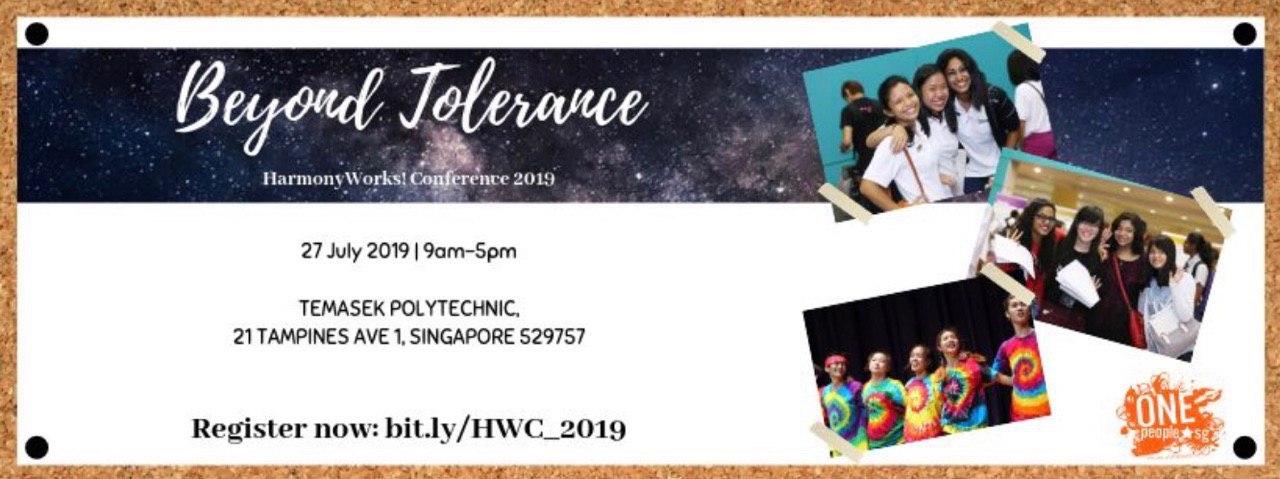 Beyond Tolerance
HarmonyWorks! Conference 2019
27 July 2019 | 9am-5pm
TEMASEK POLYTECHNIC,
21 TAMPINES AVE 1, SINGAPORE 529757
Register now: bit.ly/HWC_2019
ONE
people★sg